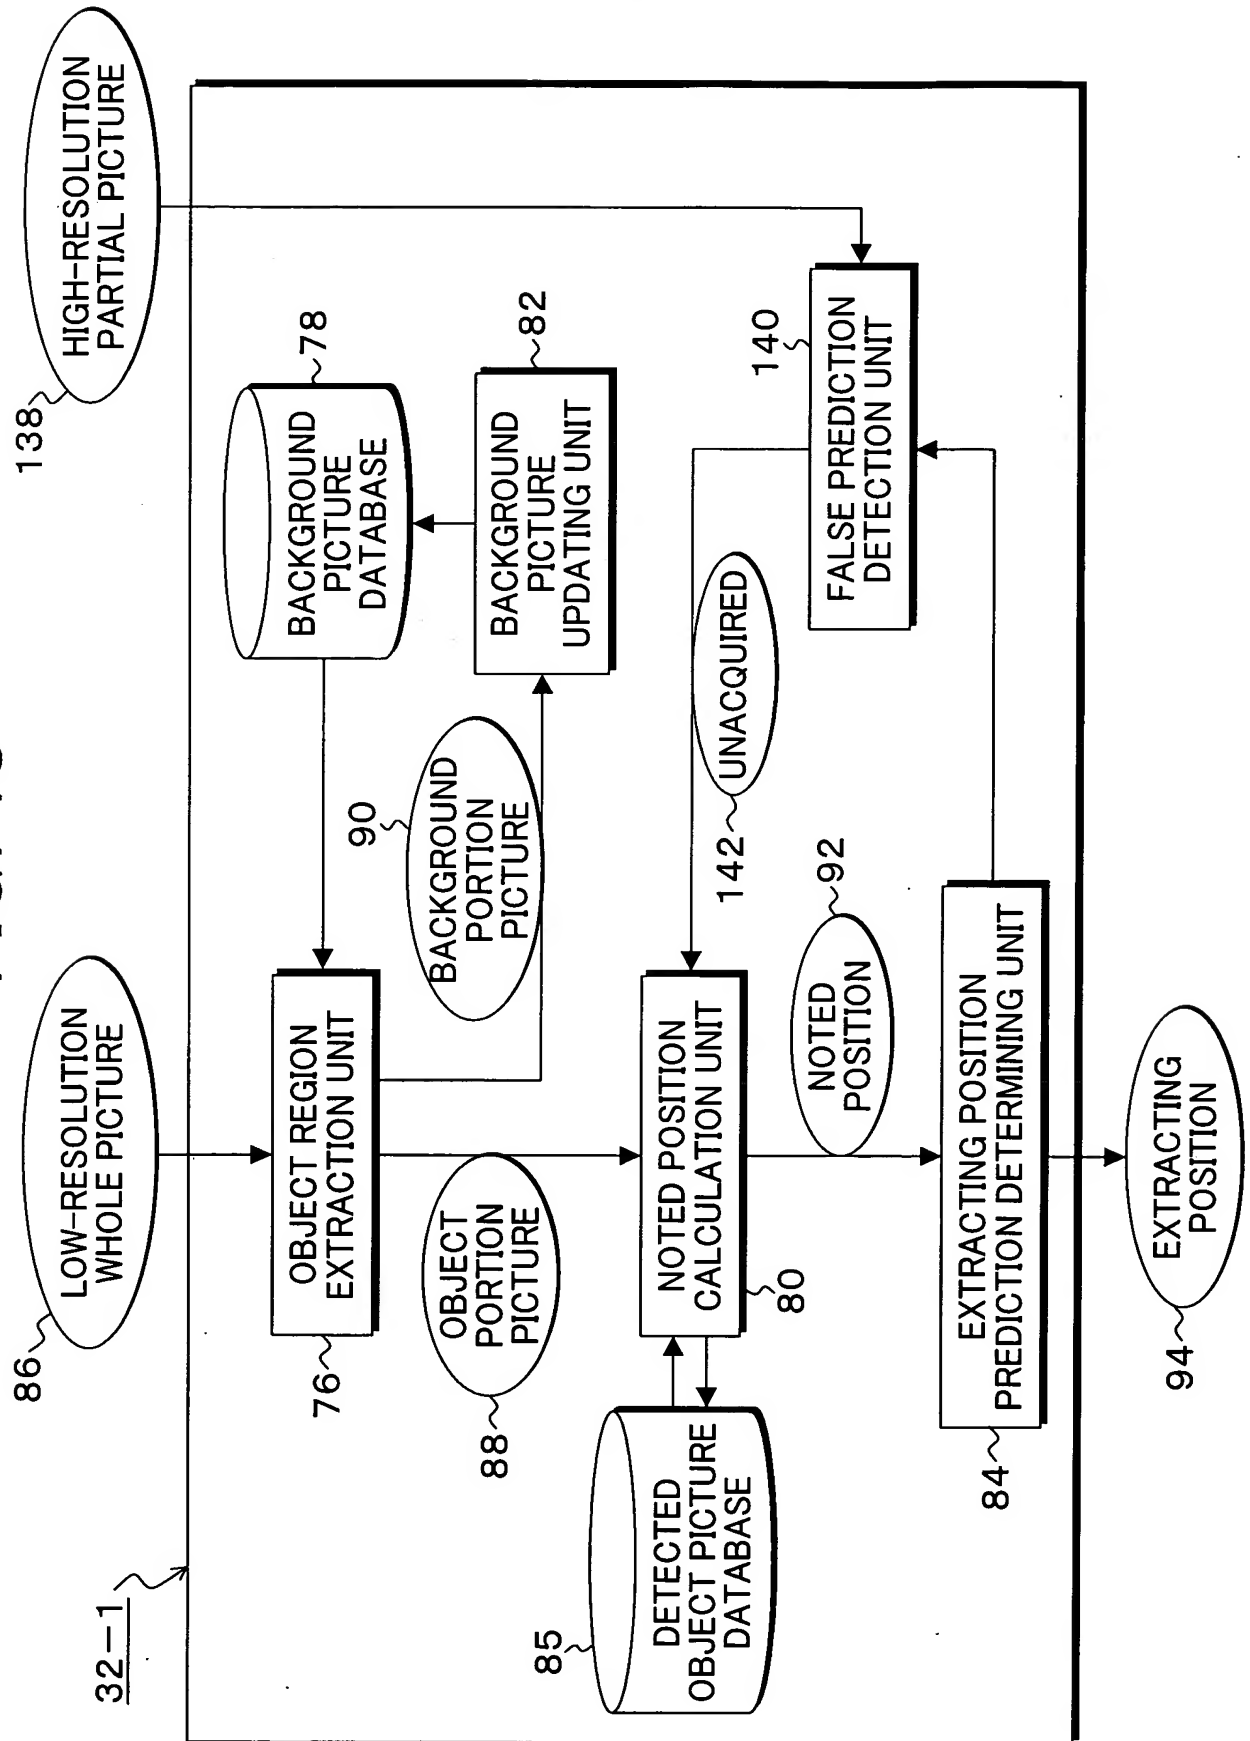 32-1
86
LOW-RESOLUTION
WHOLE PICTURE
138
HIGH-RESOLUTION
PARTIAL PICTURE
76
OBJECT REGION
EXTRACTION UNIT
78
BACKGROUND
PICTURE
DATABASE
90
BACKGROUND
PORTION
PICTURE
82
BACKGROUND
PICTURE
UPDATING UNIT
88
OBJECT
PORTION
PICTURE
85
DETECTED
OBJECT PICTURE
DATABASE
NOTED POSITION
CALCULATION UNIT
80
142
UNACQUIRED
140
FALSE PREDICTION
DETECTION UNIT
92
NOTED
POSITION
84
EXTRACTING POSITION
PREDICTION DETERMINING UNIT
94
EXTRACTING
POSITION